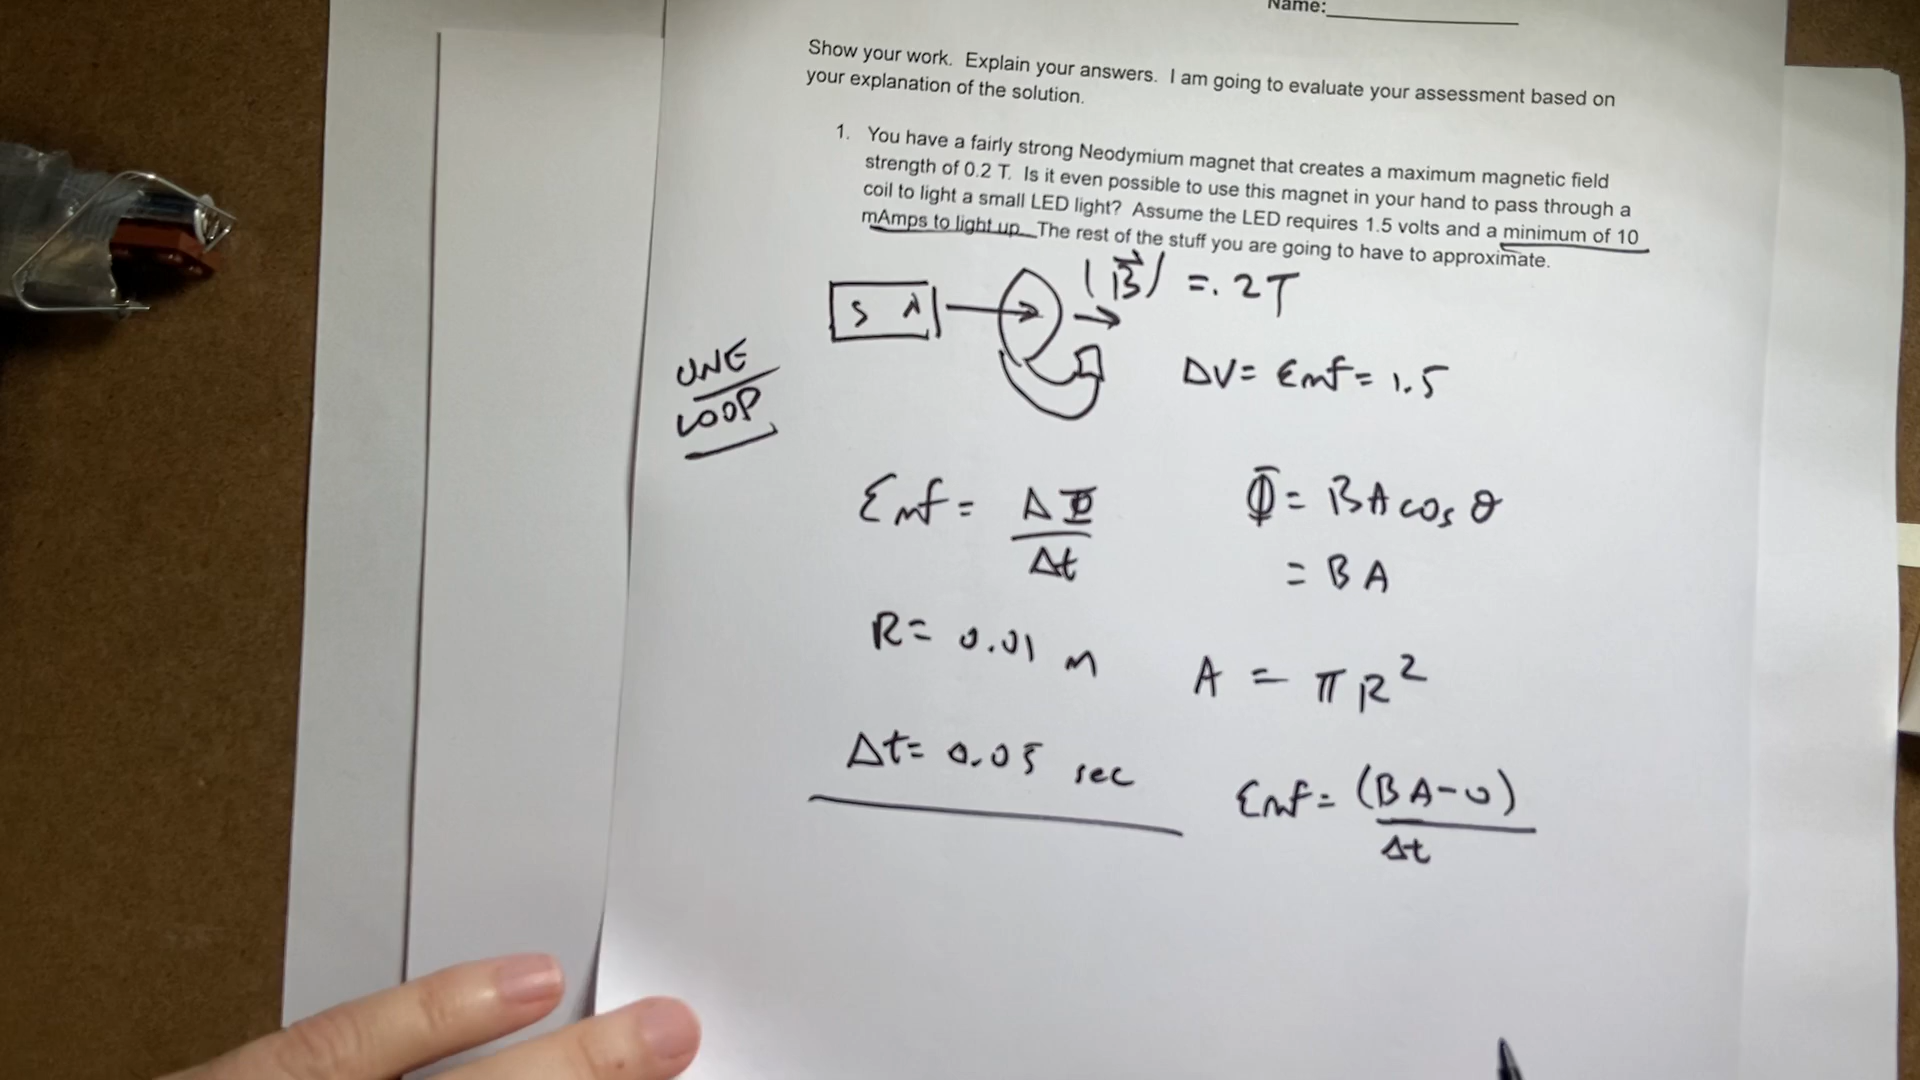 Name:
Show your work. Explain your answers. I am going to evaluate your assessment based on
your explanation of the solution.
1. You have a fairly strong Neodymium magnet that creates a maximum magnetic field
strength of 0.2 T. Is it even possible to use this magnet in your hand to pass through a
coil to light a small LED light? Assume the LED requires 1.5 volts and a minimum of 10
mAmps to light up. The rest of the stuff you are going to have to approximate.
S N
|B⃗| = .2T
ONE
LOOP
ΔV = Emf = 1.5
Emf = ΔΦ/Δt
Φ = BA cos θ
= BA
R = 0.01 m
A = πR²
Δt = 0.05 sec
Emf = (BA-0)/Δt